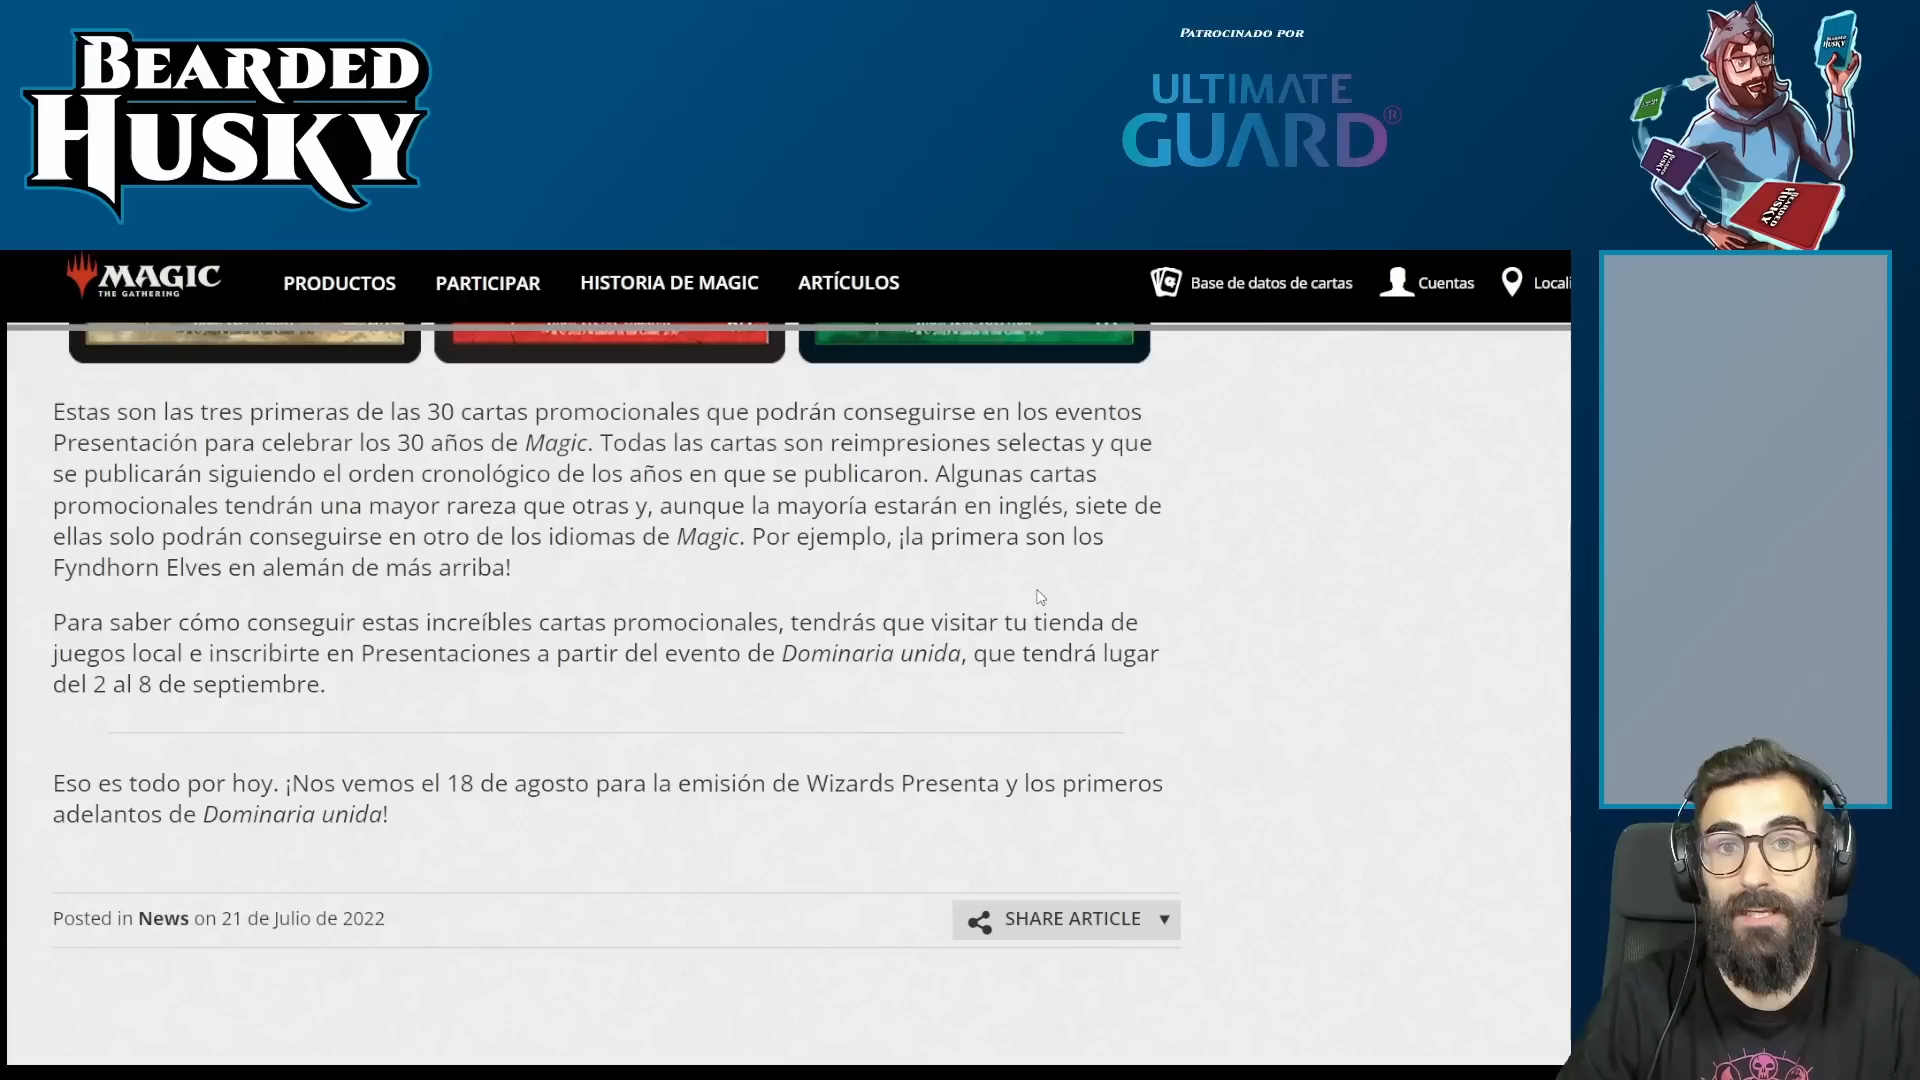 BEARDED
HUSKY
PATROCINADO POR
ULTIMATE
GUARD®
BEARDED
HUSKY
HUSKY
BEARDED
HUSKY
MAGIC
THE GATHERING
PRODUCTOS
PARTICIPAR
HISTORIA DE MAGIC
ARTÍCULOS
Base de datos de cartas
Cuentas
Locali
Estas son las tres primeras de las 30 cartas promocionales que podrán conseguirse en los eventos
Presentación para celebrar los 30 años de Magic. Todas las cartas son reimpresiones selectas y que
se publicarán siguiendo el orden cronológico de los años en que se publicaron. Algunas cartas
promocionales tendrán una mayor rareza que otras y, aunque la mayoría estarán en inglés, siete de
ellas solo podrán conseguirse en otro de los idiomas de Magic. Por ejemplo, ¡la primera son los
Fyndhorn Elves en alemán de más arriba!
Para saber cómo conseguir estas increíbles cartas promocionales, tendrás que visitar tu tienda de
juegos local e inscribirte en Presentaciones a partir del evento de Dominaria unida, que tendrá lugar
del 2 al 8 de septiembre.
Eso es todo por hoy. ¡Nos vemos el 18 de agosto para la emisión de Wizards Presenta y los primeros
adelantos de Dominaria unida!
Posted in News on 21 de Julio de 2022
SHARE ARTICLE